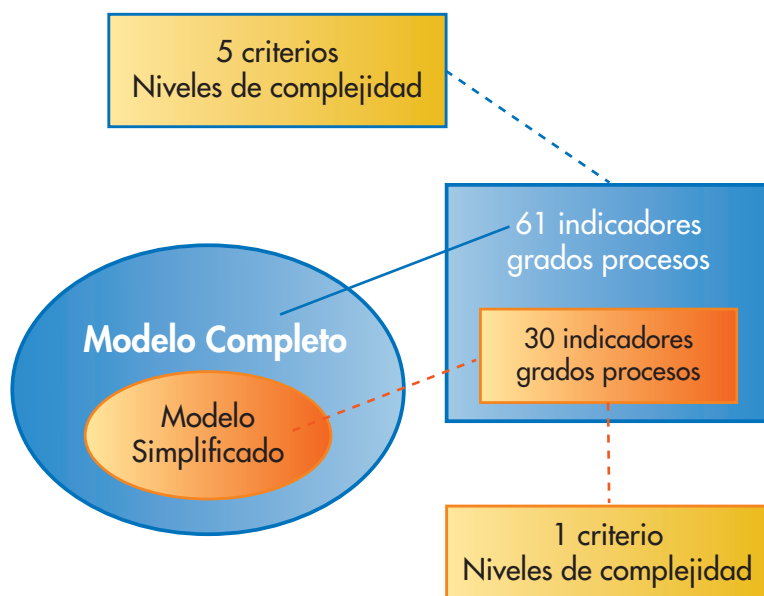 5 criterios
Niveles de complejidad
61 indicadores
grados procesos
Modelo Completo
30 indicadores
grados procesos
Modelo
Simplificado
1 criterio
Niveles de complejidad